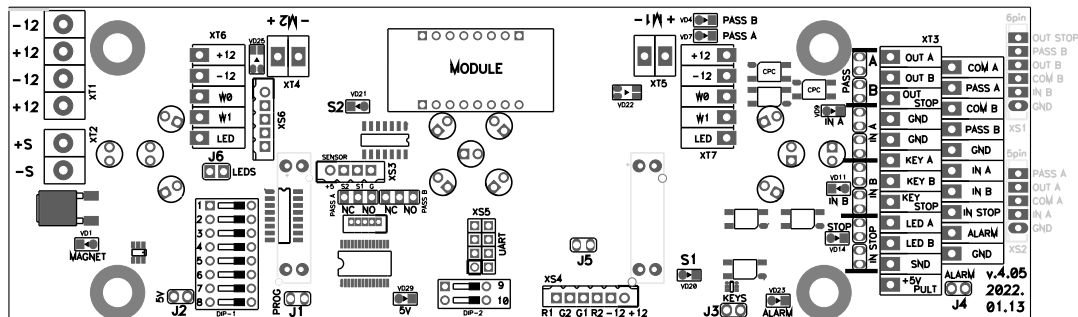 -12
+12
-12
+12
XT1
+S
-S
XT2
VD1
MAGNET
XT6
+12
-12
W0
W1
LED
VD25
M2
- +
XT4
XS6
J6
LEDS
1
2
3
4
5
6
7
8
DIP-1
5V
J2
PROG
J1
S2
VD21
MODULE
SENSOR
+5 S2 S1 G
XS3
PASS A
NC NO
NC NO
PASS B
XS5
UART
VD29
5V
9
10
DIP-2
J5
XS4
R1 G2 G1 R2 -12 +12
M1
- +
XT5
VD22
VD4 PASS B
VD7 PASS A
+12
-12
W0
W1
LED
XT7
CPC
CPC
S1
VD20
J3
KEYS
VD23
ALARM
PASS
A
B
VD9
IN A
IN A
VD11
IN B
IN B
STOP
VD14
IN STOP
XT3
OUT A
OUT B
OUT STOP
GND
GND
KEY A
KEY B
KEY STOP
LED A
LED B
SND
+5V
PULT
COM A
PASS A
COM B
PASS B
GND
IN A
IN B
IN STOP
ALARM
GND
ALARM
J4
v.4.05
2022.
01.13
6pin
OUT STOP
PASS B
OUT B
COM B
IN B
GND
XS1
5pin
PASS A
OUT A
COM A
IN A
GND
XS2